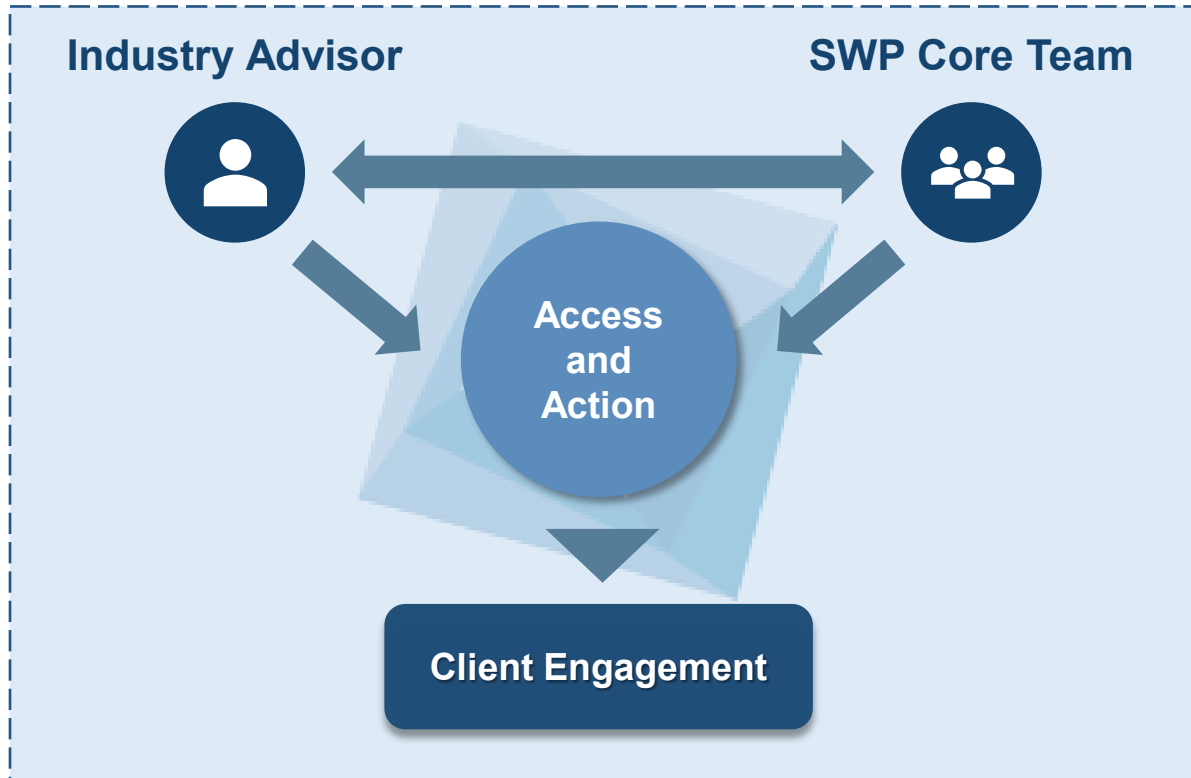 Industry Advisor
SWP Core Team
Access
and
Action
Client Engagement